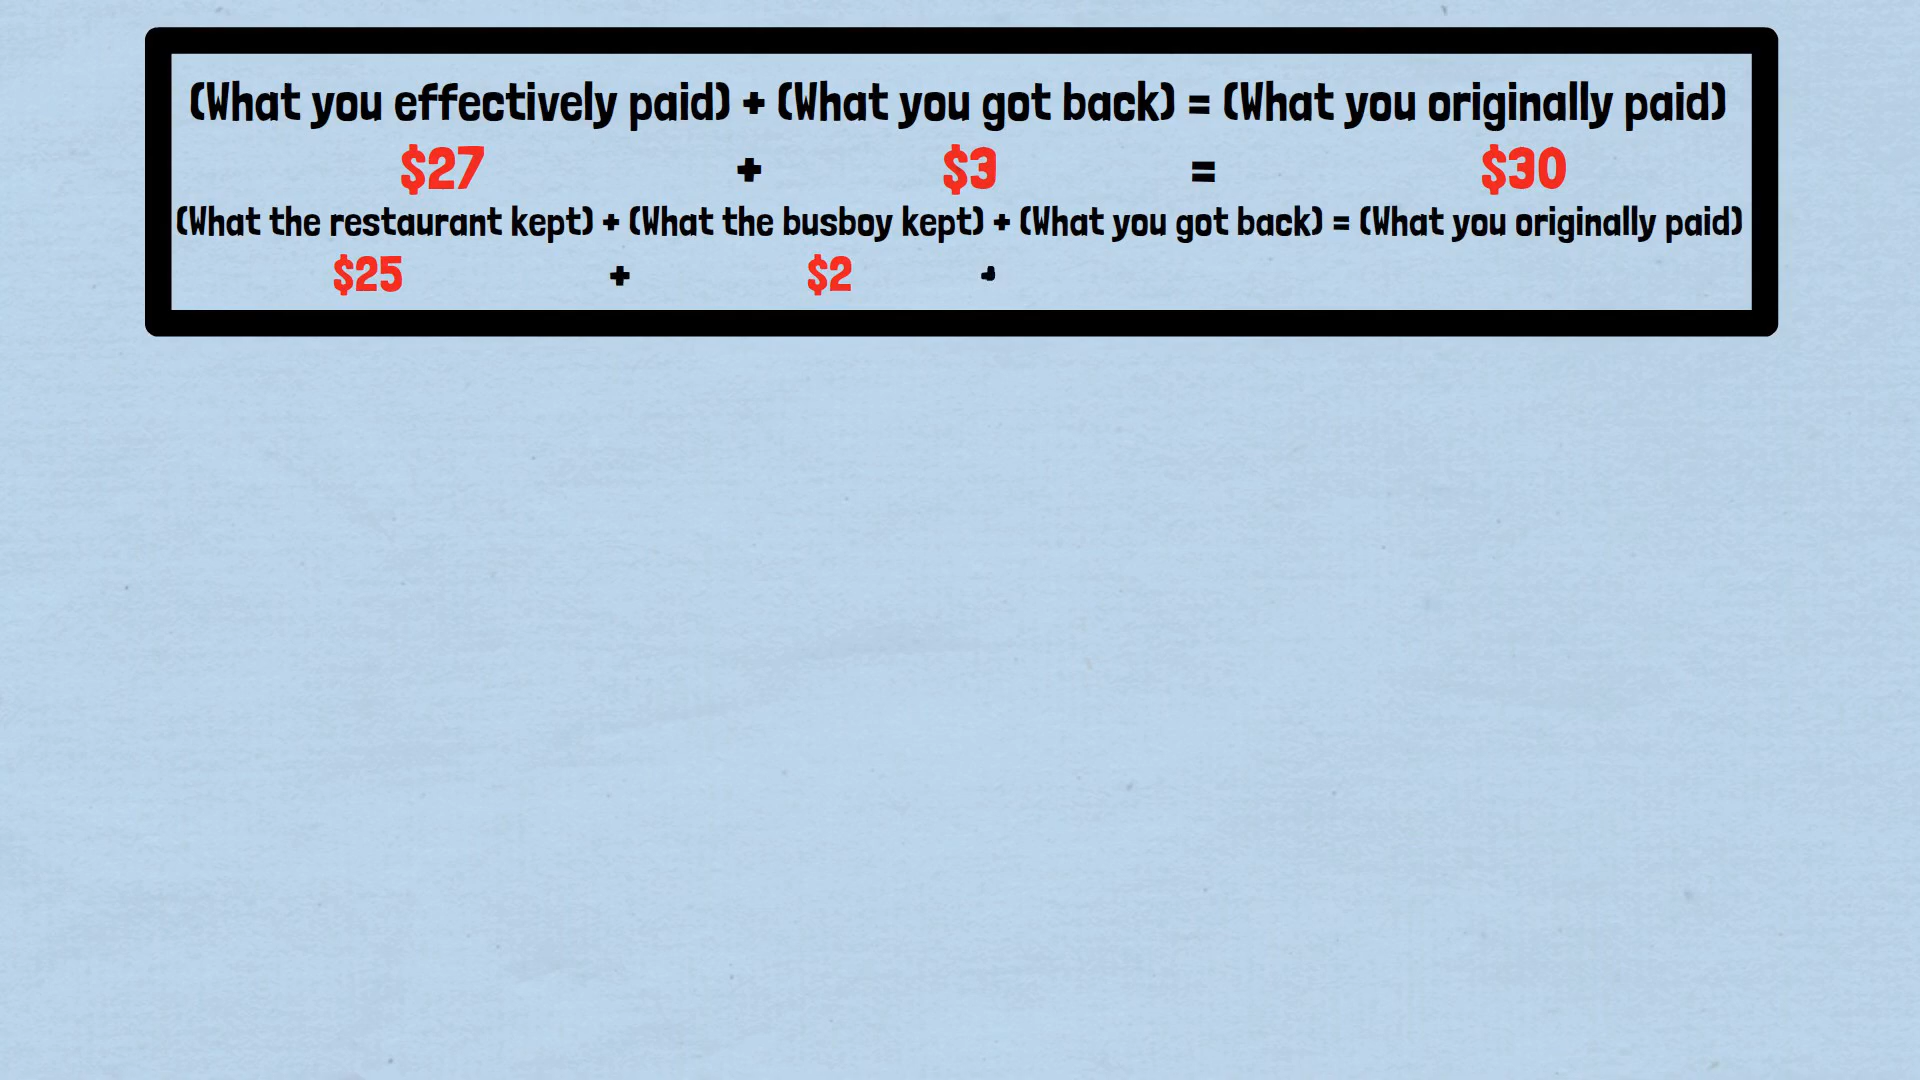 (What you effectively paid) + (What you got back) = (What you originally paid)
$27 + $3 = $30
(What the restaurant kept) + (What the busboy kept) + (What you got back) = (What you originally paid)
$25 + $2 +